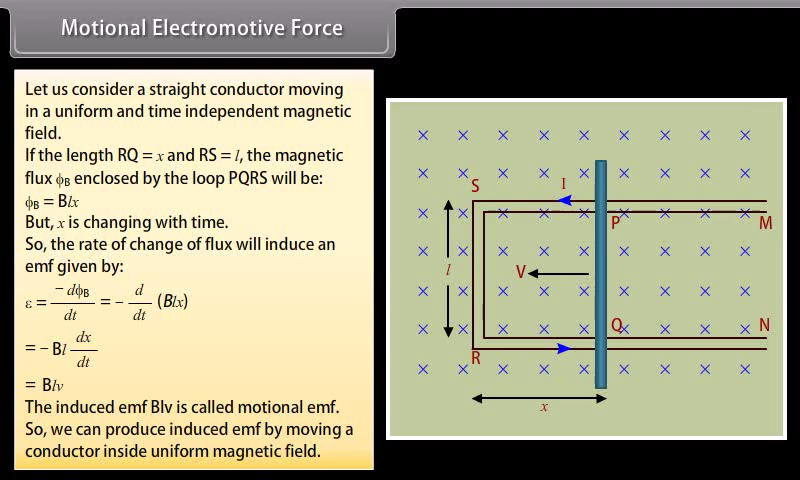 Motional Electromotive Force
Let us consider a straight conductor moving
in a uniform and time independent magnetic
field.
If the length RQ = x and RS = l, the magnetic
flux ϕB enclosed by the loop PQRS will be:
ϕB = Blx
But, x is changing with time.
So, the rate of change of flux will induce an
emf given by:
ε = − dϕB / dt = − d / dt (Blx)
= − Bl dx / dt
= Blv
The induced emf Blv is called motional emf.
So, we can produce induced emf by moving a
conductor inside uniform magnetic field.
S
I
P
M
l
V
Q
N
R
x